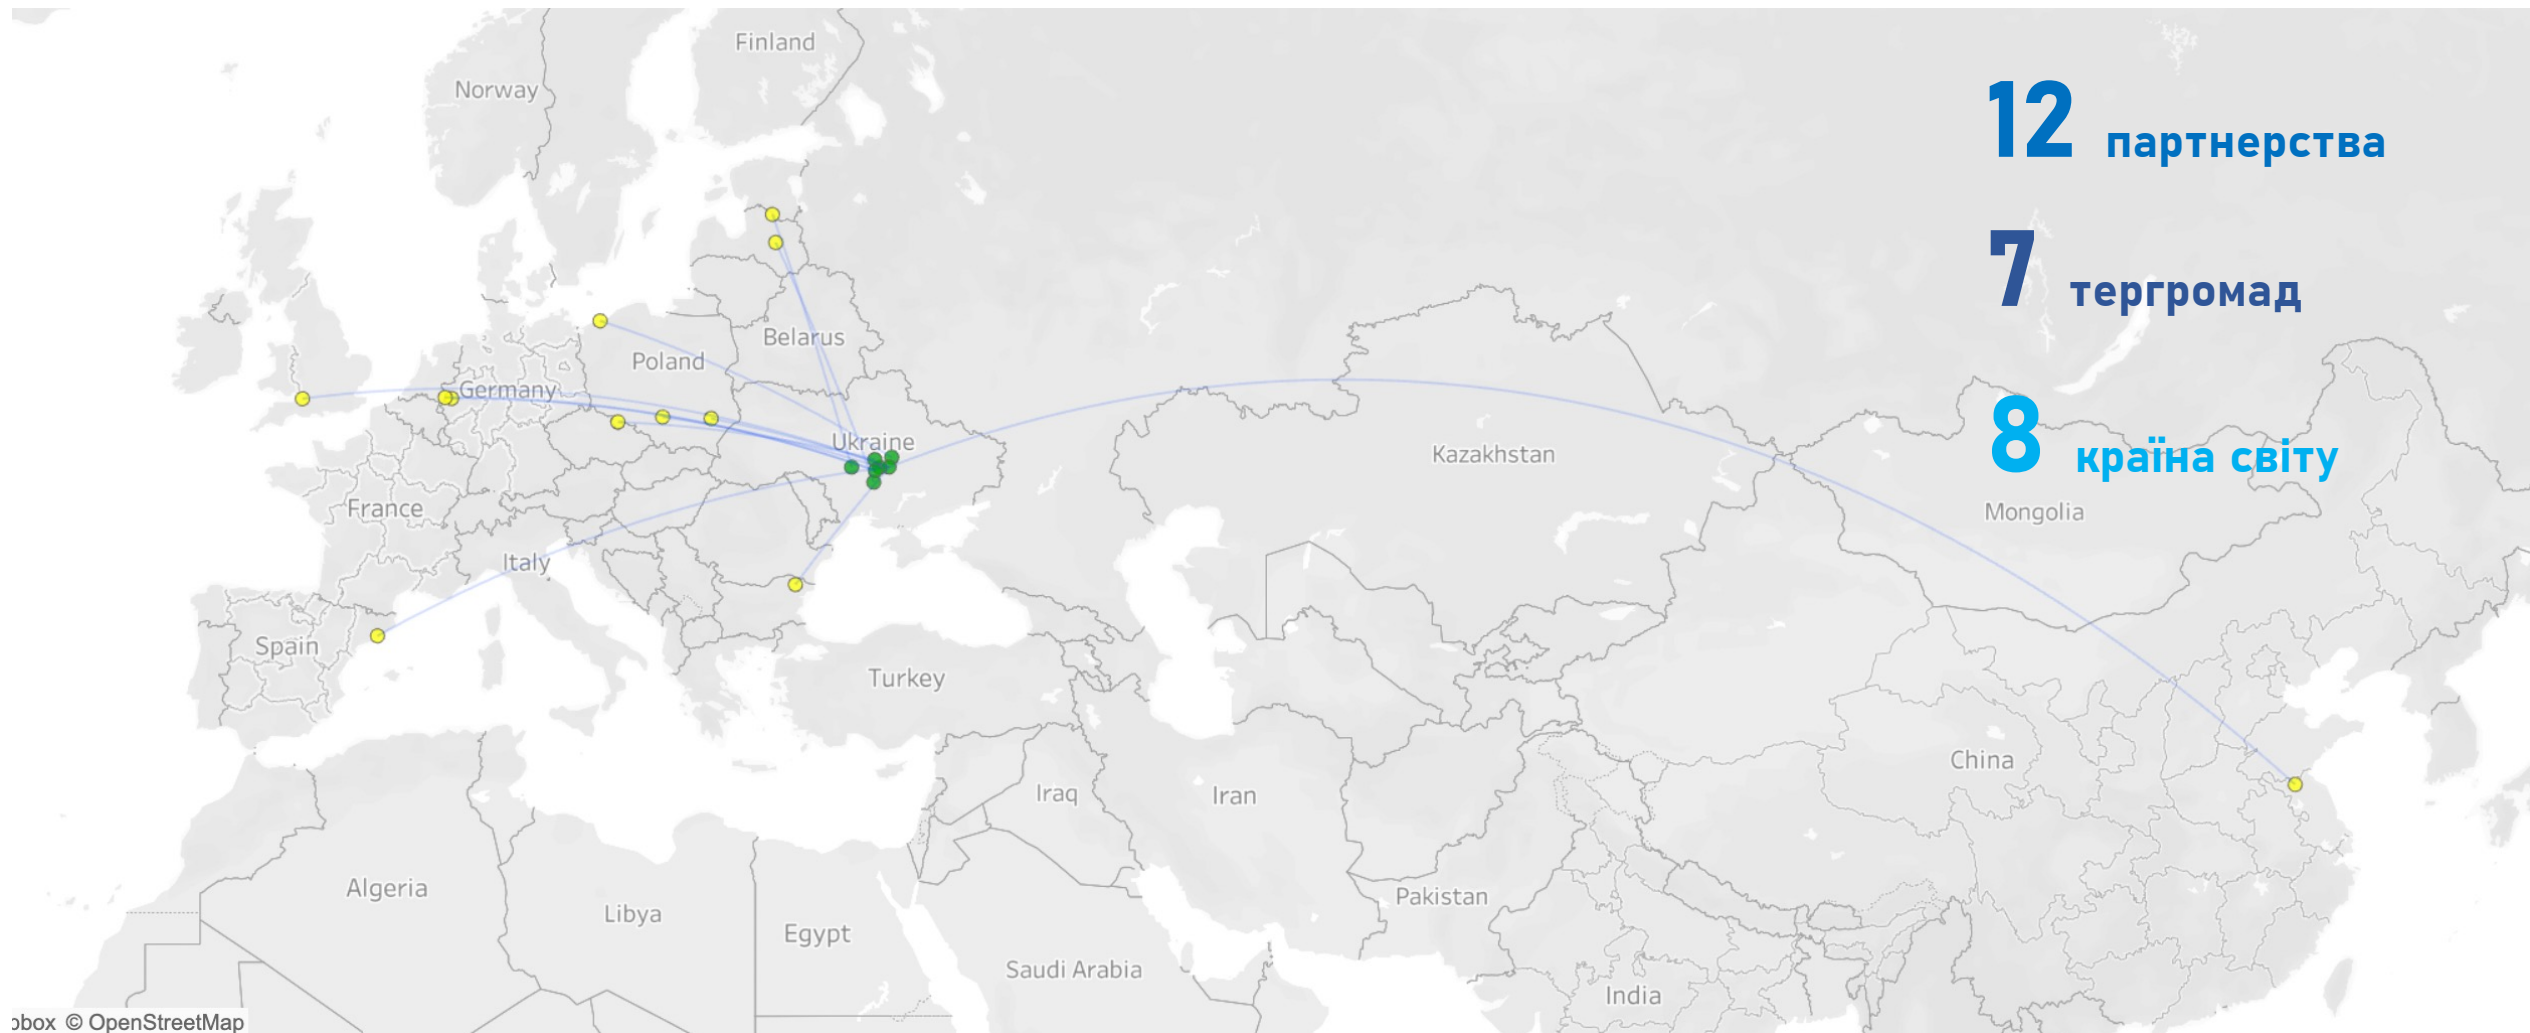 Finland
Norway
12 партнерства
7 тергромад
Belarus
Poland
Germany
8 країна світу
Ukraine
Kazakhstan
France
Mongolia
Italy
Spain
Turkey
China
Iraq
Iran
Algeria
Pakistan
Libya
Egypt
Saudi Arabia
India
obox © OpenStreetMap